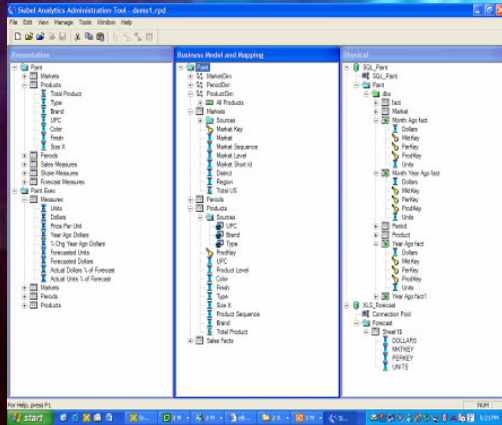 Siebel Analytics Administration Tool - demo1.rpd
File Edit View Manage Tools Window Help
Presentation
Paint
Markets
Products
Total Product
Type
Brand
UPC
Color
Finish
Size X
Periods
Sales Measures
Share Measures
Forecast Measures
Paint Exec
Measures
Units
Dollars
Price Per Unit
Year Ago Dollars
% Chg Year Ago Dollars
Forecasted Units
Forecasted Dollars
Actual Dollars % of Forecast
Actual Units % of Forecast
Markets
Periods
Products
Business Model and Mapping
Paint
MarketDim
PeriodDim
ProductDim
All Products
Markets
Sources
Market Key
Market
Market Sequence
Market Level
Market Short Id
District
Region
Total US
Periods
Products
Sources
UPC
Brand
Type
ProdKey
UPC
Product Level
Color
Finish
Type
Size X
Product Sequence
Brand
Total Product
Sales Facts
Physical
SQL_Paint
SQL_Paint
Paint
dbo
fact
Market
Month Ago fact
Dollars
MktKey
PerKey
ProdKey
Units
Month Year Ago fact
Dollars
MktKey
PerKey
ProdKey
Units
Period
Product
Year Ago fact
Dollars
MktKey
PerKey
ProdKey
Units
Year Ago fact1
XLS_Forecast
Connection Pool
Forecast
Sheet1$
DOLLARS
MKTKEY
PERKEY
UNITS
For Help, press F1
NUM
start
5:21 PM